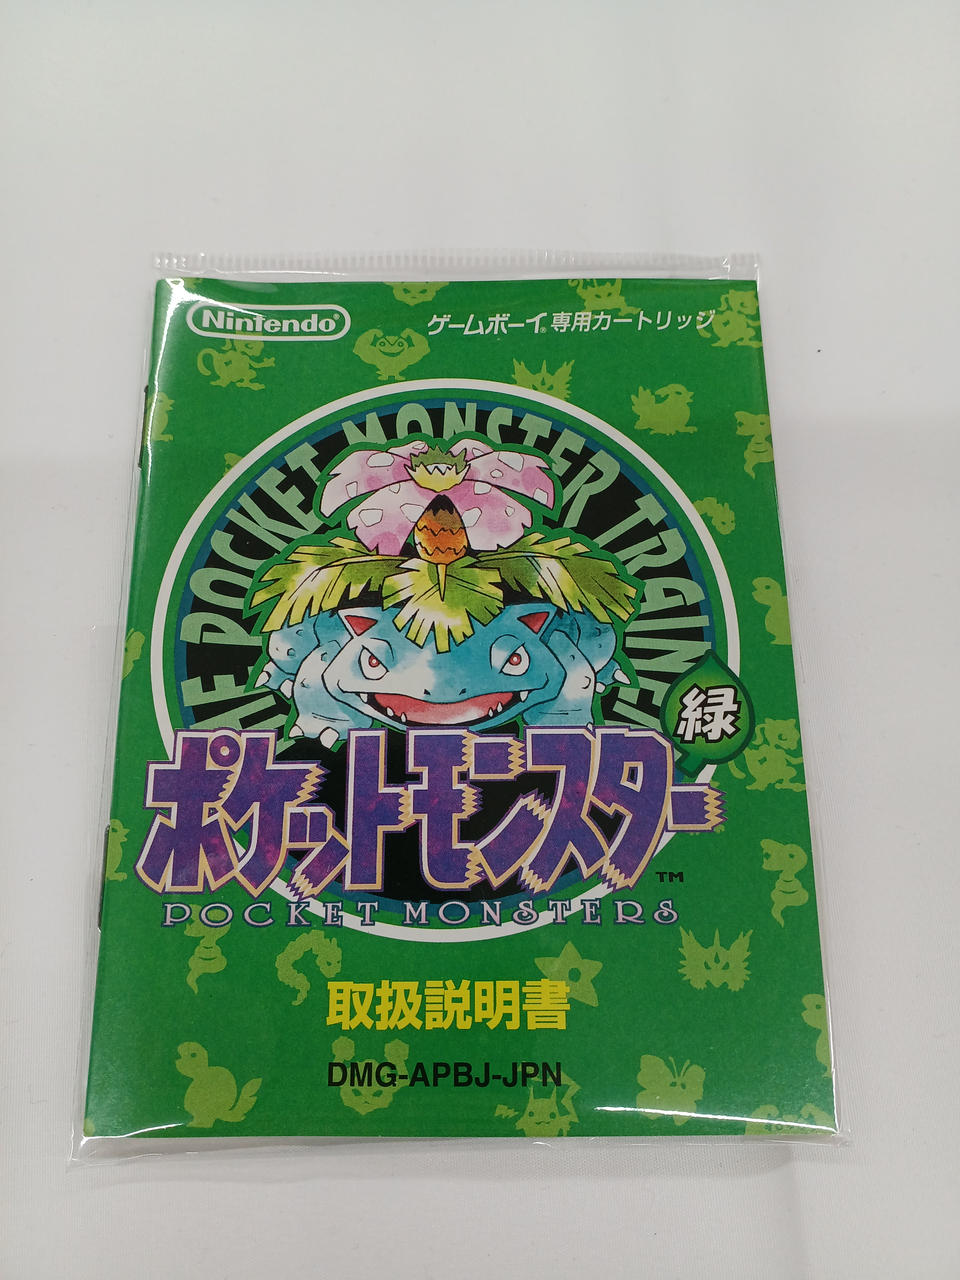 Nintendo®
ゲームボーイ®専用カートリッジ
THE POCKET MONSTER TRAINER
緑
ポケットモンスター™
POCKET MONSTERS
取扱説明書
DMG-APBJ-JPN